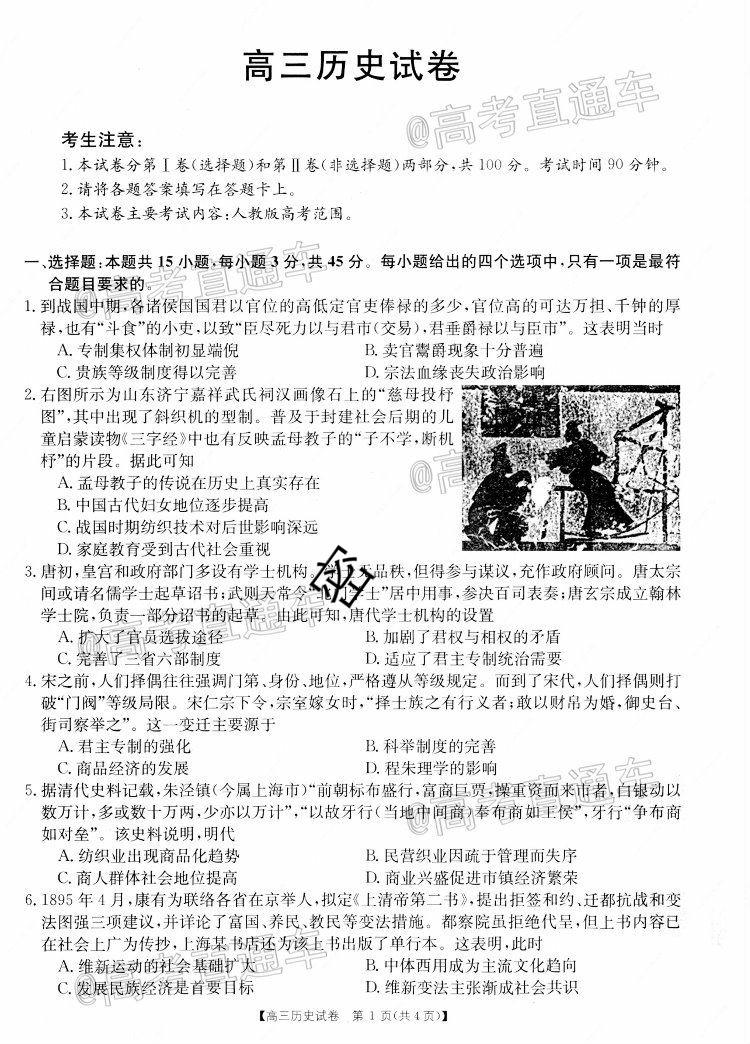 高三历史试卷
考生注意:
1. 本试卷分第Ⅰ卷(选择题)和第Ⅱ卷(非选择题)两部分,共 100 分。考试时间 90 分钟。
2. 请将各题答案填写在答题卡上。
3. 本试卷主要考试内容:人教版高考范围。
一、选择题:本题共 15 小题,每小题 3 分,共 45 分。每小题给出的四个选项中,只有一项是最符
合题目要求的。
1. 到战国中期,各诸侯国国君以官位的高低定官吏俸禄的多少,官位高的可达万担、千钟的厚
禄,也有“斗食”的小吏,以致“臣尽死力以与君市(交易),君垂爵禄以与臣市”。这表明当时
A. 专制集权体制初显端倪 B. 卖官鬻爵现象十分普遍
C. 贵族等级制度得以完善 D. 宗法血缘丧失政治影响
2. 右图所示为山东济宁嘉祥武氏祠汉画像石上的“慈母投杼
图”,其中出现了斜织机的型制。普及于封建社会后期的儿
童启蒙读物《三字经》中也有反映孟母教子的“子不学,断机
杼”的片段。据此可知
A. 孟母教子的传说在历史上真实存在
B. 中国古代妇女地位逐步提高
C. 战国时期纺织技术对后世影响深远
D. 家庭教育受到古代社会重视
3. 唐初,皇宫和政府部门多设有学士机构。学士无品秩,但得参与谋议,充作政府顾问。唐太宗
间或请名儒学士起草诏书;武则天常令“门学士”居中用事,参决百司表奏;唐玄宗成立翰林
学士院,负责一部分诏书的起草。由此可知,唐代学士机构的设置
A. 扩大了官员选拔途径 B. 加剧了君权与相权的矛盾
C. 完善了三省六部制度 D. 适应了君主专制统治需要
4. 宋之前,人们择偶往往强调门第、身份、地位,严格遵从等级规定。而到了宋代,人们择偶则打
破“门阀”等级局限。宋仁宗下令,宗室嫁女时,“择士族之有行义者;敢以财帛为婚,御史台、
街司察举之”。这一变迁主要源于
A. 君主专制的强化 B. 科举制度的完善
C. 商品经济的发展 D. 程朱理学的影响
5. 据清代史料记载,朱泾镇(今属上海市)“前朝标布盛行,富商巨贾,操重资而来市者,白银动以
数万计,多或数十万两,少亦以万计”,“以故牙行(当地中间商)奉布商如王侯”,牙行“争布商
如对垒”。该史料说明,明代
A. 纺织业出现商品化趋势 B. 民营织业因疏于管理而失序
C. 商人群体社会地位提高 D. 商业兴盛促进市镇经济繁荣
6. 1895 年 4 月,康有为联络各省在京举人,拟定《上清帝第二书》,提出拒签和约、迁都抗战和变
法图强三项建议,并详论了富国、养民、教民等变法措施。都察院虽拒绝代呈,但上书内容已
在社会上广为传抄,上海某书店还为该上书出版了单行本。这表明,此时
A. 维新运动的社会基础扩大 B. 中体西用成为主流文化趋向
C. 发展民族经济是首要目标 D. 维新变法主张渐成社会共识
【高三历史试卷 第 1 页(共 4 页)】
密
@高考直通车
@高考直通车
@高考直通车
@高考直通车
@高考直通车
@高考直通车